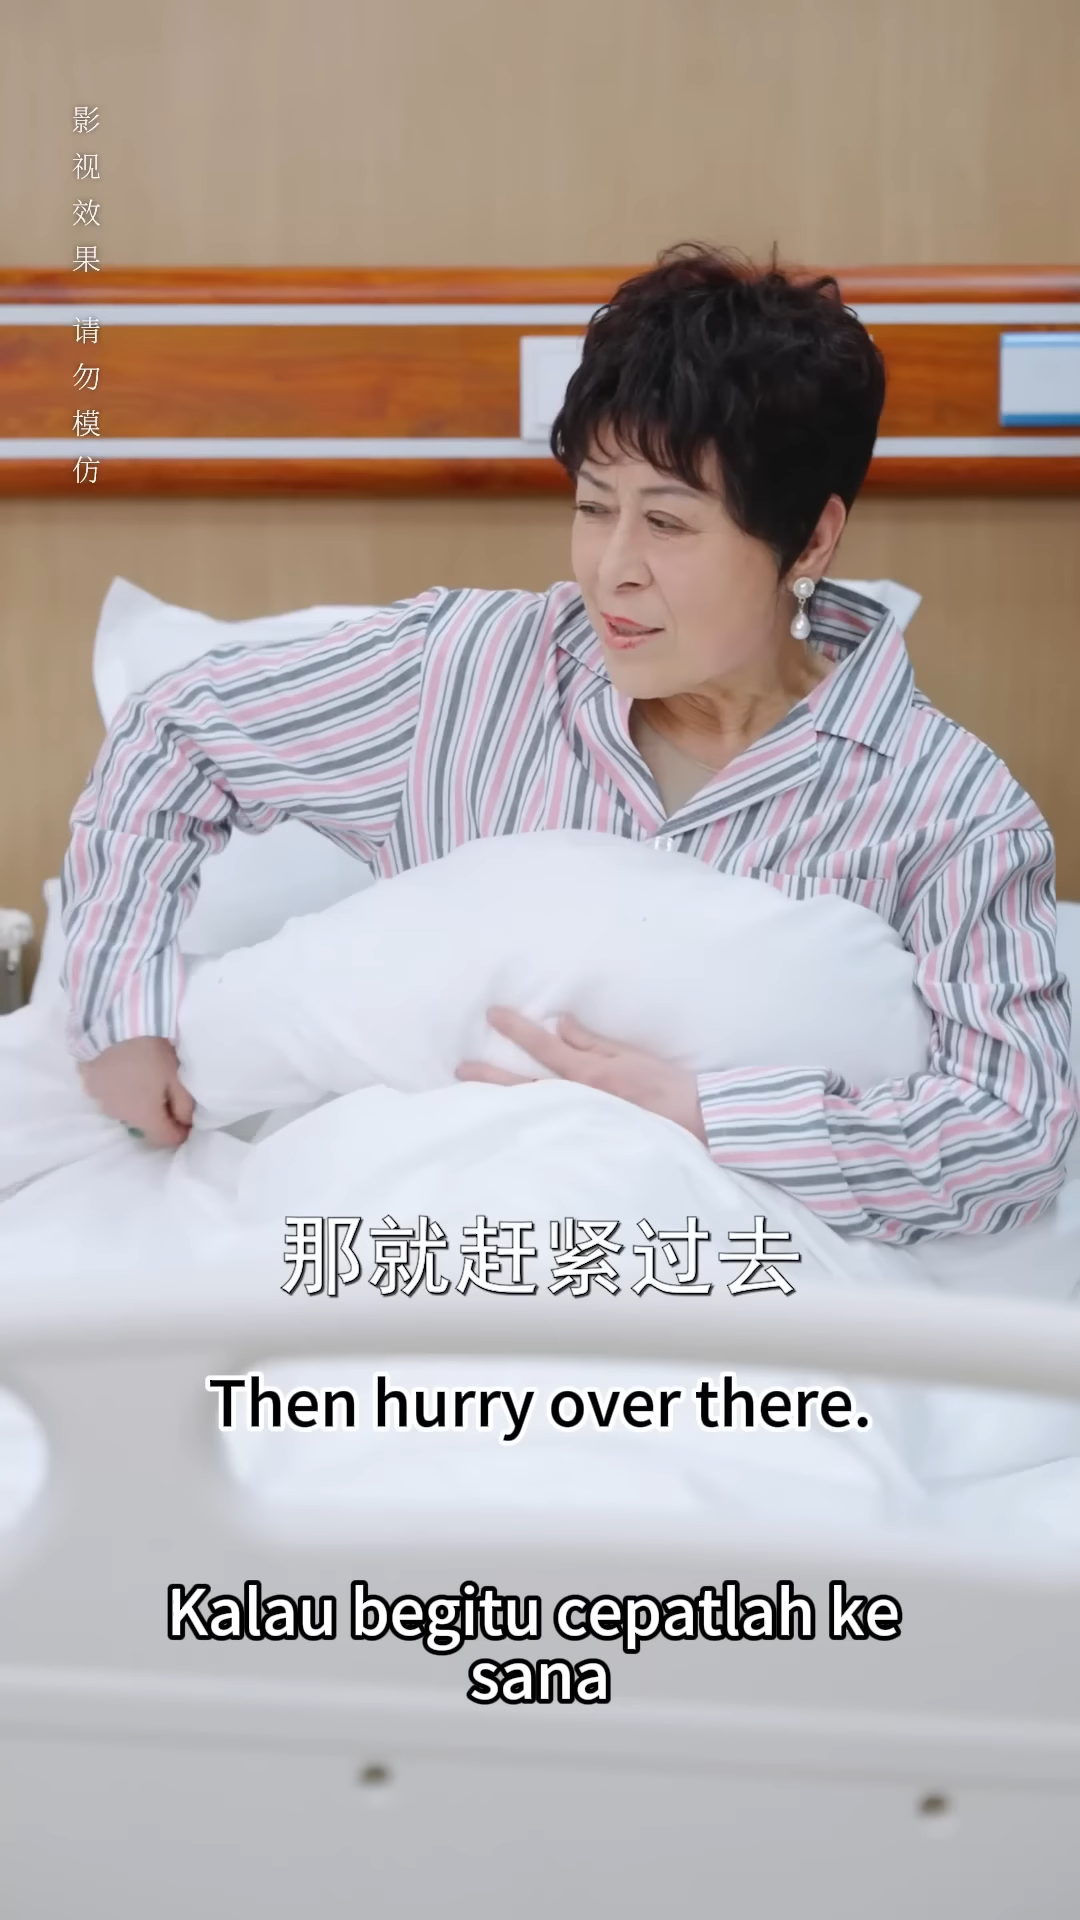 影视效果 请勿模仿
那就赶紧过去
Then hurry over there.
Kalau begitu cepatlah ke
sana